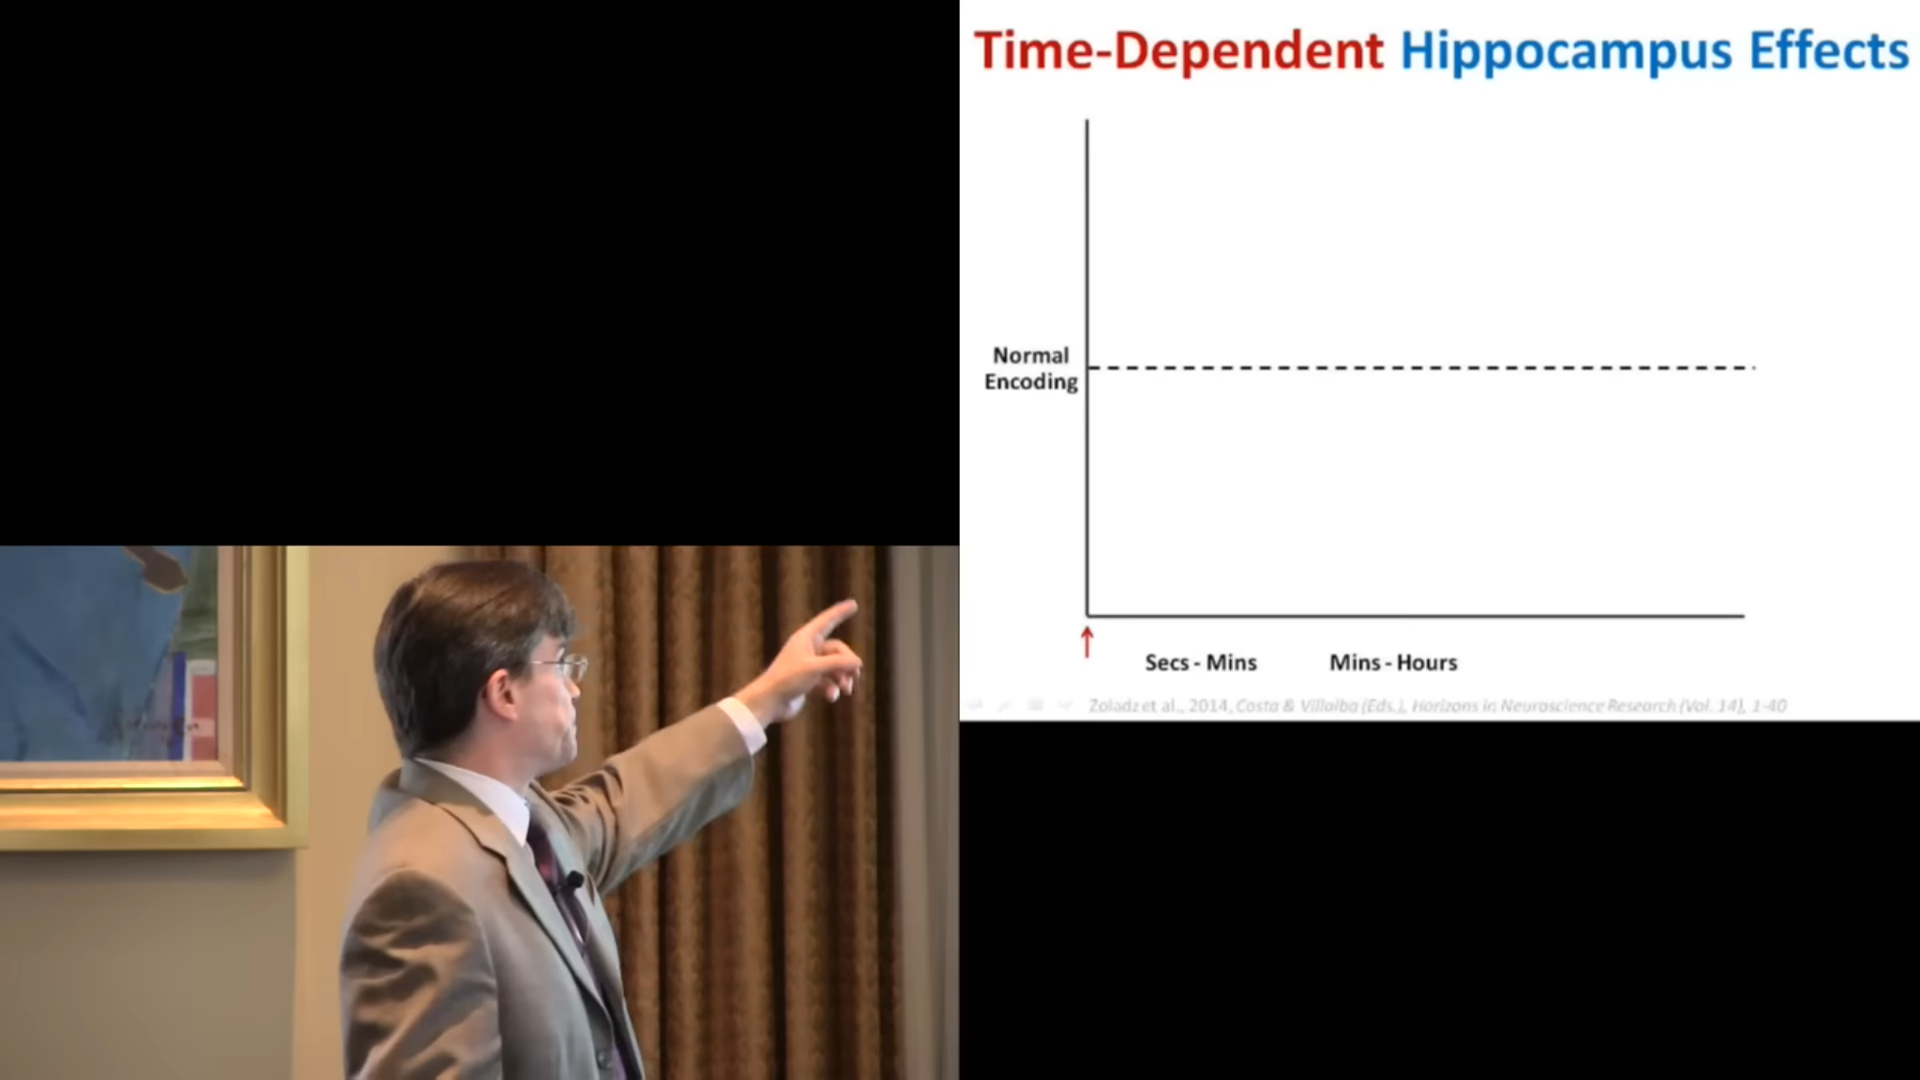 Time-Dependent Hippocampus Effects
Normal
Encoding
Secs - Mins Mins - Hours
Zoladz et al., 2014, Costa & Villalba (Eds.), Horizons in Neuroscience Research (Vol. 14), 1-40